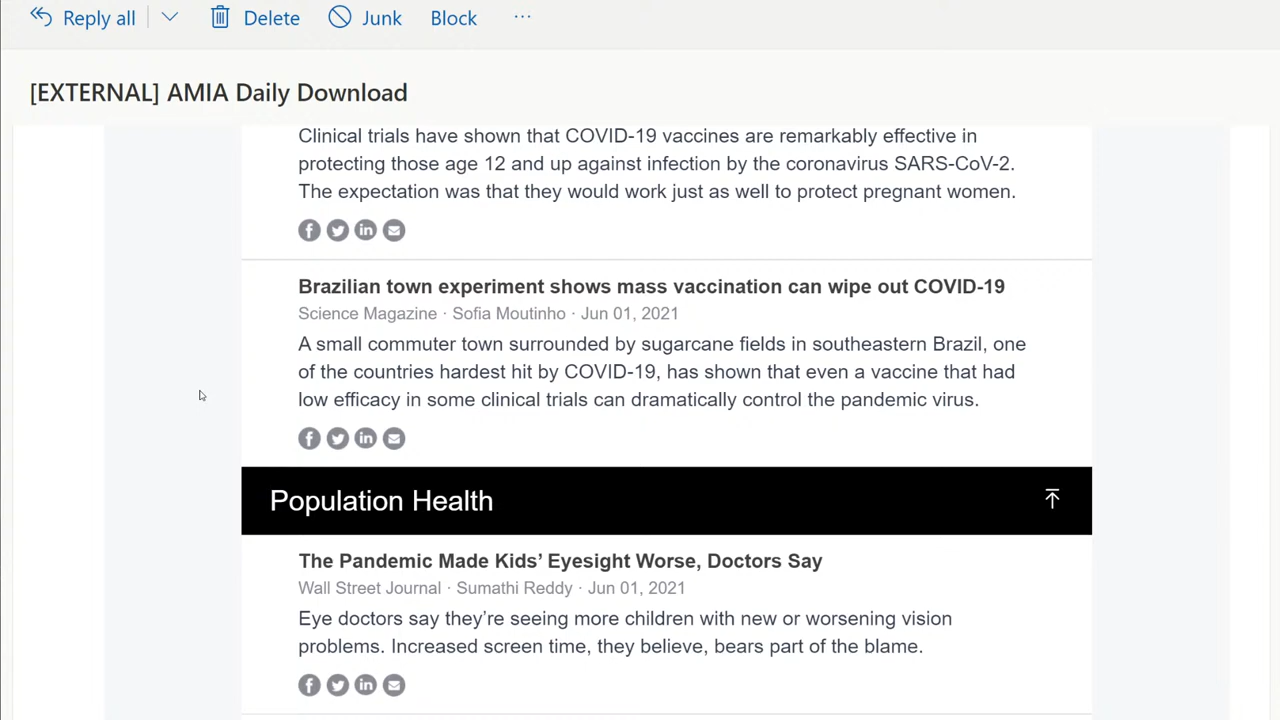 Reply all
Delete
Junk
Block
[EXTERNAL] AMIA Daily Download
Clinical trials have shown that COVID-19 vaccines are remarkably effective in
protecting those age 12 and up against infection by the coronavirus SARS-CoV-2.
The expectation was that they would work just as well to protect pregnant women.
Brazilian town experiment shows mass vaccination can wipe out COVID-19
Science Magazine · Sofia Moutinho · Jun 01, 2021
A small commuter town surrounded by sugarcane fields in southeastern Brazil, one
of the countries hardest hit by COVID-19, has shown that even a vaccine that had
low efficacy in some clinical trials can dramatically control the pandemic virus.
Population Health
The Pandemic Made Kids’ Eyesight Worse, Doctors Say
Wall Street Journal · Sumathi Reddy · Jun 01, 2021
Eye doctors say they’re seeing more children with new or worsening vision
problems. Increased screen time, they believe, bears part of the blame.